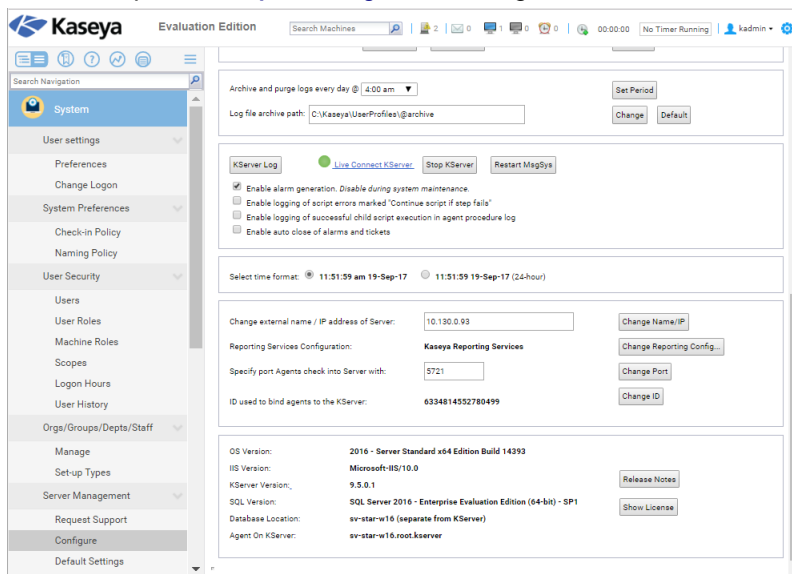 Kaseya Evaluation Edition Search Machines 2 0 1 0 0 00:00:00 No Timer Running kadmin
Search Navigation
System
User settings
Preferences
Change Logon
System Preferences
Check-in Policy
Naming Policy
User Security
Users
User Roles
Machine Roles
Scopes
Logon Hours
User History
Orgs/Groups/Depts/Staff
Manage
Set-up Types
Server Management
Request Support
Configure
Default Settings
Archive and purge logs every day @ 4:00 am Set Period
Log file archive path: C:\Kaseya\UserProfiles\@archive Change Default
KServer Log Live Connect KServer Stop KServer Restart MsgSys
Enable alarm generation. Disable during system maintenance.
Enable logging of script errors marked "Continue script if step fails"
Enable logging of successful child script execution in agent procedure log
Enable auto close of alarms and tickets
Select time format: 11:51:59 am 19-Sep-17 11:51:59 19-Sep-17 (24-hour)
Change external name / IP address of Server: 10.130.0.93 Change Name/IP
Reporting Services Configuration: Kaseya Reporting Services Change Reporting Config...
Specify port Agents check into Server with: 5721 Change Port
ID used to bind agents to the KServer: 6334814552780499 Change ID
OS Version: 2016 - Server Standard x64 Edition Build 14393
IIS Version: Microsoft-IIS/10.0
KServer Version: 9.5.0.1 Release Notes
SQL Version: SQL Server 2016 - Enterprise Evaluation Edition (64-bit) - SP1
Show License
Database Location: sv-star-w16 (separate from KServer)
Agent On KServer: sv-star-w16.root.kserver